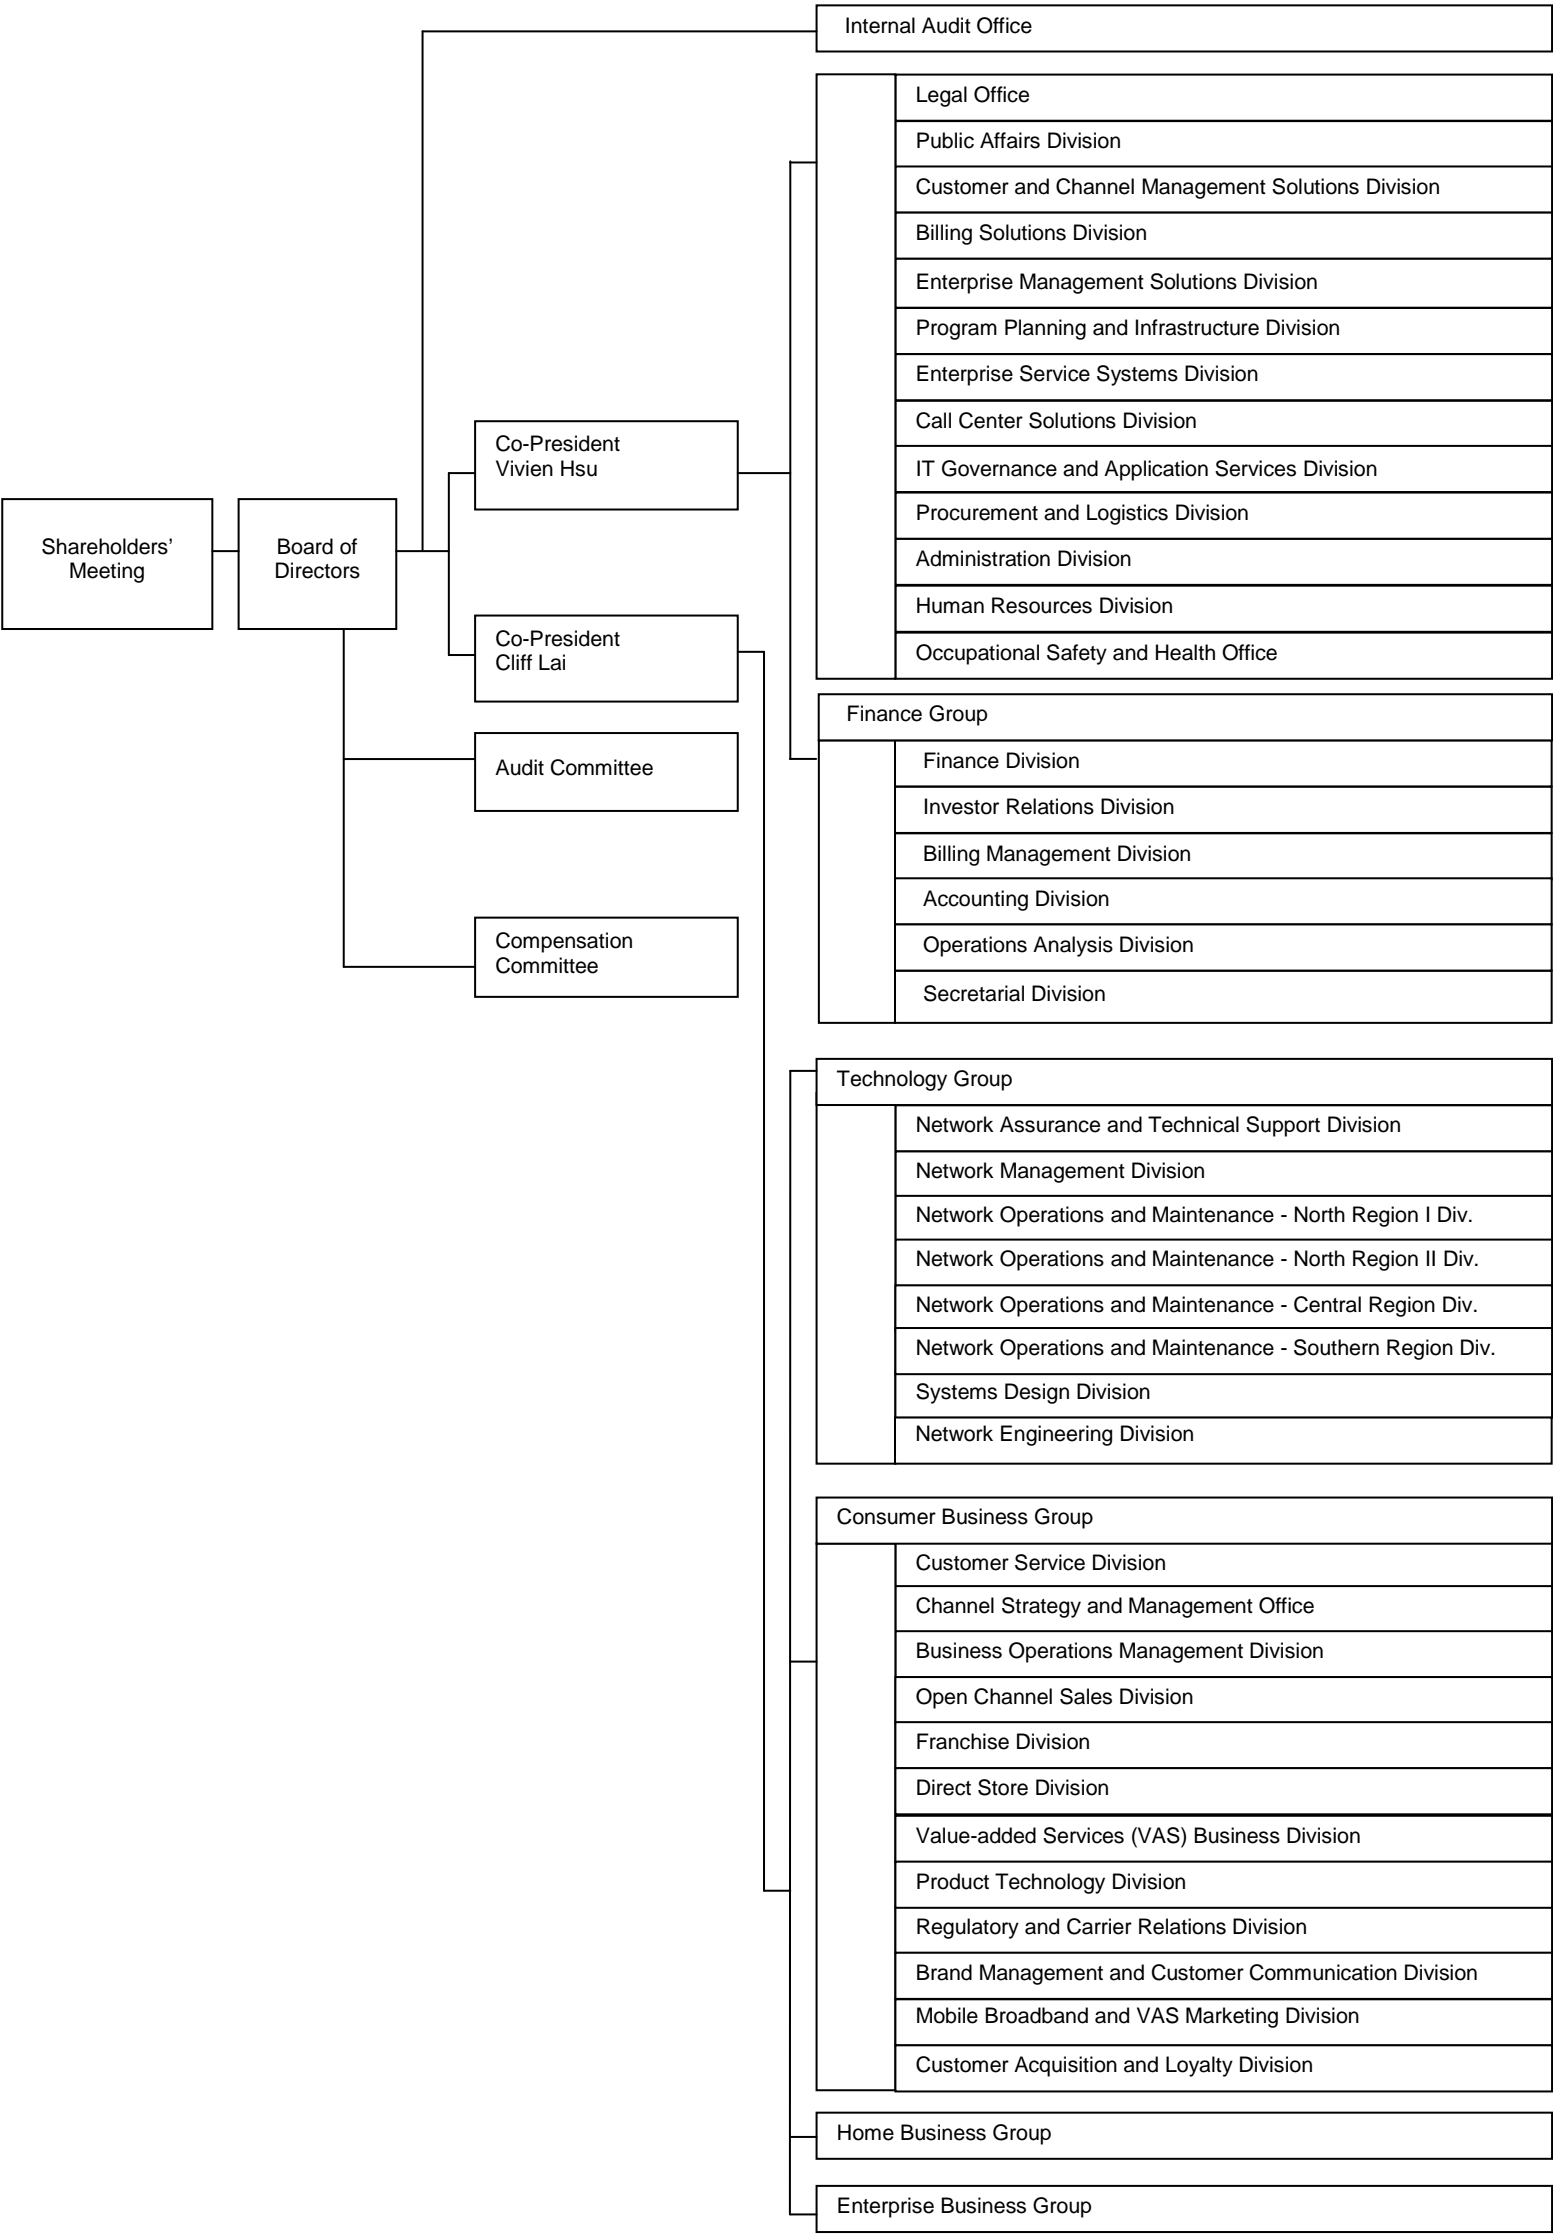 Internal Audit Office
Legal Office
Public Affairs Division
Customer and Channel Management Solutions Division
Billing Solutions Division
Enterprise Management Solutions Division
Program Planning and Infrastructure Division
Enterprise Service Systems Division
Call Center Solutions Division
IT Governance and Application Services Division
Procurement and Logistics Division
Administration Division
Human Resources Division
Occupational Safety and Health Office
Co-President
Vivien Hsu
Shareholders’
Meeting
Board of
Directors
Co-President
Cliff Lai
Audit Committee
Compensation
Committee
Finance Group
Finance Division
Investor Relations Division
Billing Management Division
Accounting Division
Operations Analysis Division
Secretarial Division
Technology Group
Network Assurance and Technical Support Division
Network Management Division
Network Operations and Maintenance - North Region I Div.
Network Operations and Maintenance - North Region II Div.
Network Operations and Maintenance - Central Region Div.
Network Operations and Maintenance - Southern Region Div.
Systems Design Division
Network Engineering Division
Consumer Business Group
Customer Service Division
Channel Strategy and Management Office
Business Operations Management Division
Open Channel Sales Division
Franchise Division
Direct Store Division
Value-added Services (VAS) Business Division
Product Technology Division
Regulatory and Carrier Relations Division
Brand Management and Customer Communication Division
Mobile Broadband and VAS Marketing Division
Customer Acquisition and Loyalty Division
Home Business Group
Enterprise Business Group